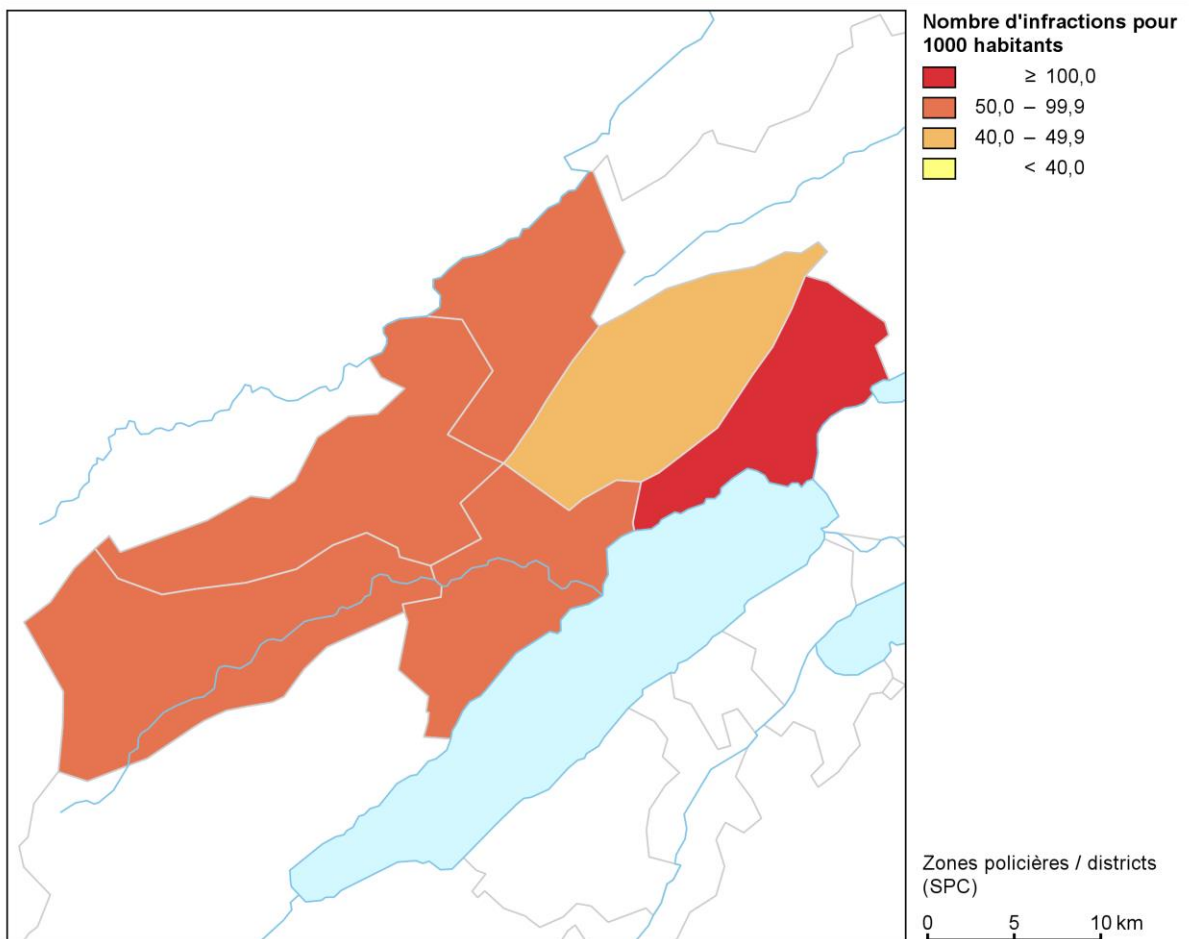 Nombre d'infractions pour
1000 habitants
≥ 100,0
50,0 – 99,9
40,0 – 49,9
< 40,0
Zones policières / districts
(SPC)
0 5 10 km